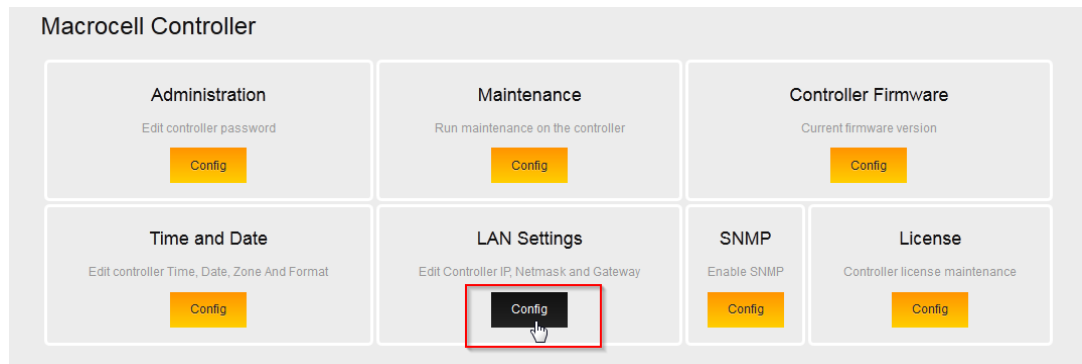 Macrocell Controller
Administration
Edit controller password
Config
Maintenance
Run maintenance on the controller
Config
Controller Firmware
Current firmware version
Config
Time and Date
Edit controller Time, Date, Zone And Format
Config
LAN Settings
Edit Controller IP, Netmask and Gateway
Config
SNMP
Enable SNMP
Config
License
Controller license maintenance
Config